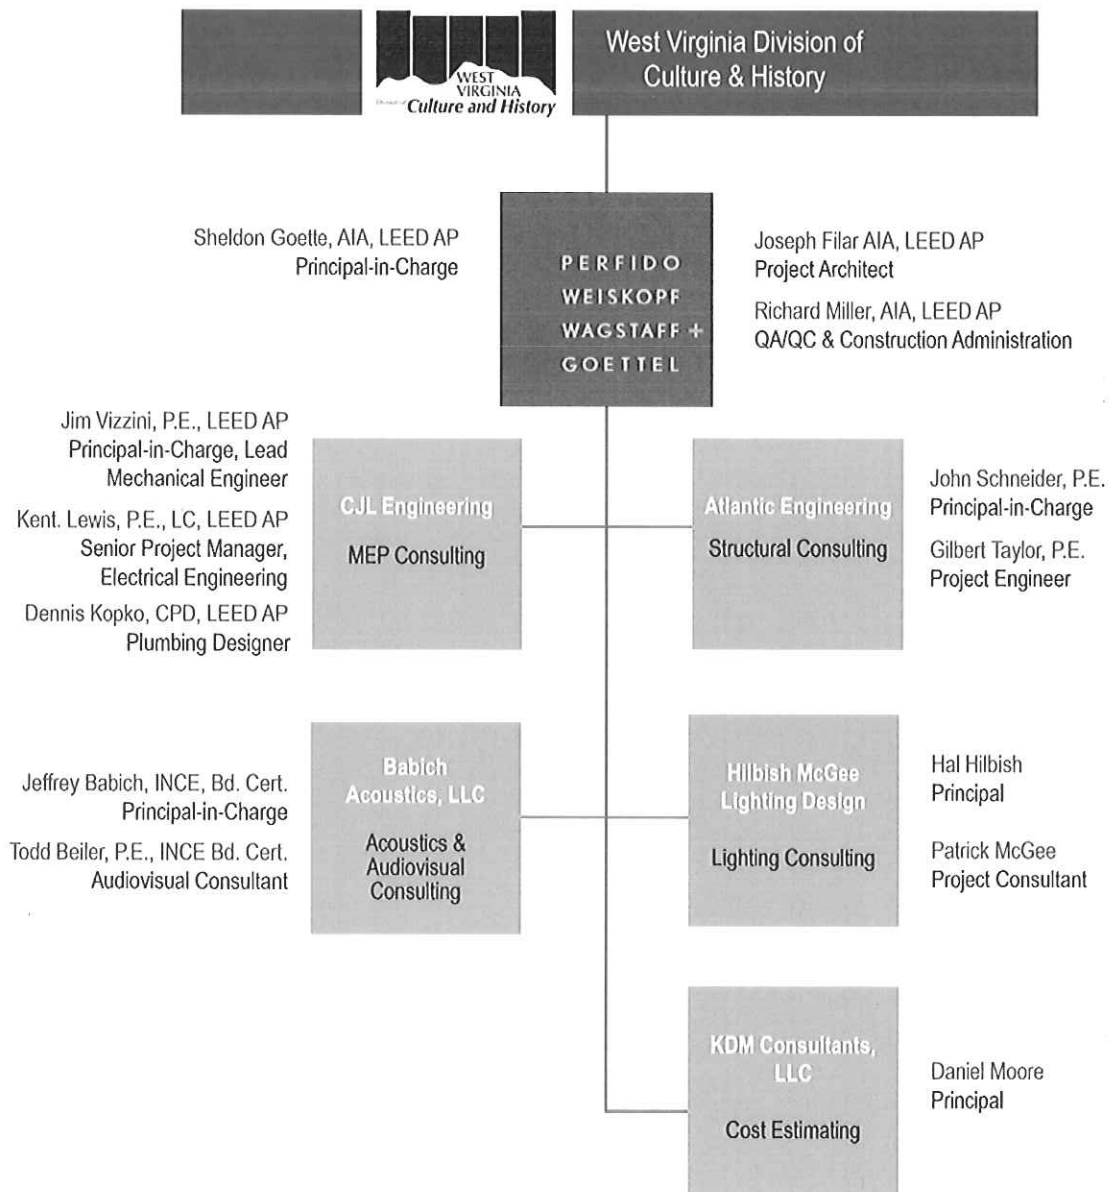 WEST
VIRGINIA
Division of Culture and History
West Virginia Division of
Culture & History
Sheldon Goette, AIA, LEED AP
Principal-in-Charge
PERFIDO
WEISKOPF
WAGSTAFF +
GOETTEL
Joseph Filar AIA, LEED AP
Project Architect
Richard Miller, AIA, LEED AP
QA/QC & Construction Administration
Jim Vizzini, P.E., LEED AP
Principal-in-Charge, Lead
Mechanical Engineer
Kent. Lewis, P.E., LC, LEED AP
Senior Project Manager,
Electrical Engineering
Dennis Kopko, CPD, LEED AP
Plumbing Designer
CJL Engineering
MEP Consulting
Atlantic Engineering
Structural Consulting
John Schneider, P.E.
Principal-in-Charge
Gilbert Taylor, P.E.
Project Engineer
Jeffrey Babich, INCE, Bd. Cert.
Principal-in-Charge
Todd Beiler, P.E., INCE Bd. Cert.
Audiovisual Consultant
Babich
Acoustics, LLC
Acoustics &
Audiovisual
Consulting
Hilbish McGee
Lighting Design
Lighting Consulting
Hal Hilbish
Principal
Patrick McGee
Project Consultant
KDM Consultants,
LLC
Cost Estimating
Daniel Moore
Principal